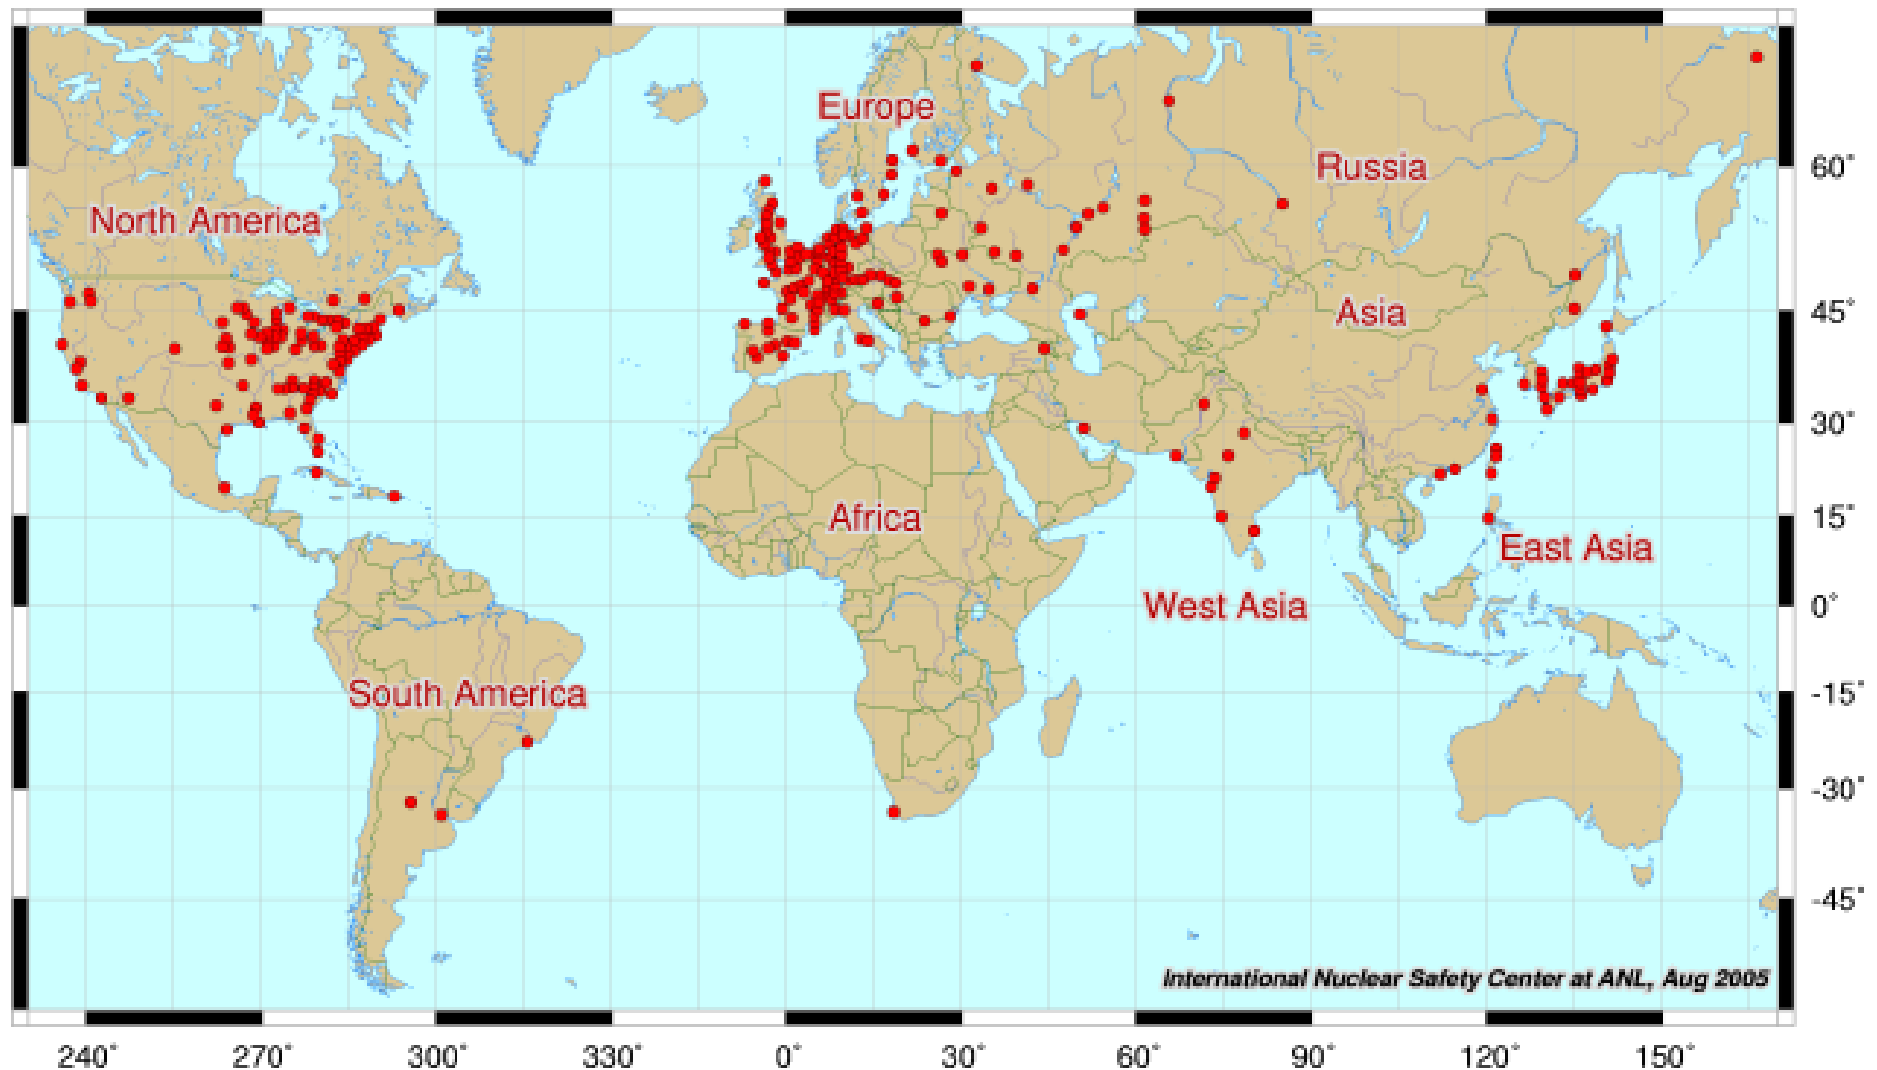 Europe
Russia
North America
Asia
Africa
East Asia
West Asia
South America
International Nuclear Safety Center at ANL, Aug 2005
60°
45°
30°
15°
0°
-15°
-30°
-45°
240° 270° 300° 330° 0° 30° 60° 90° 120° 150°